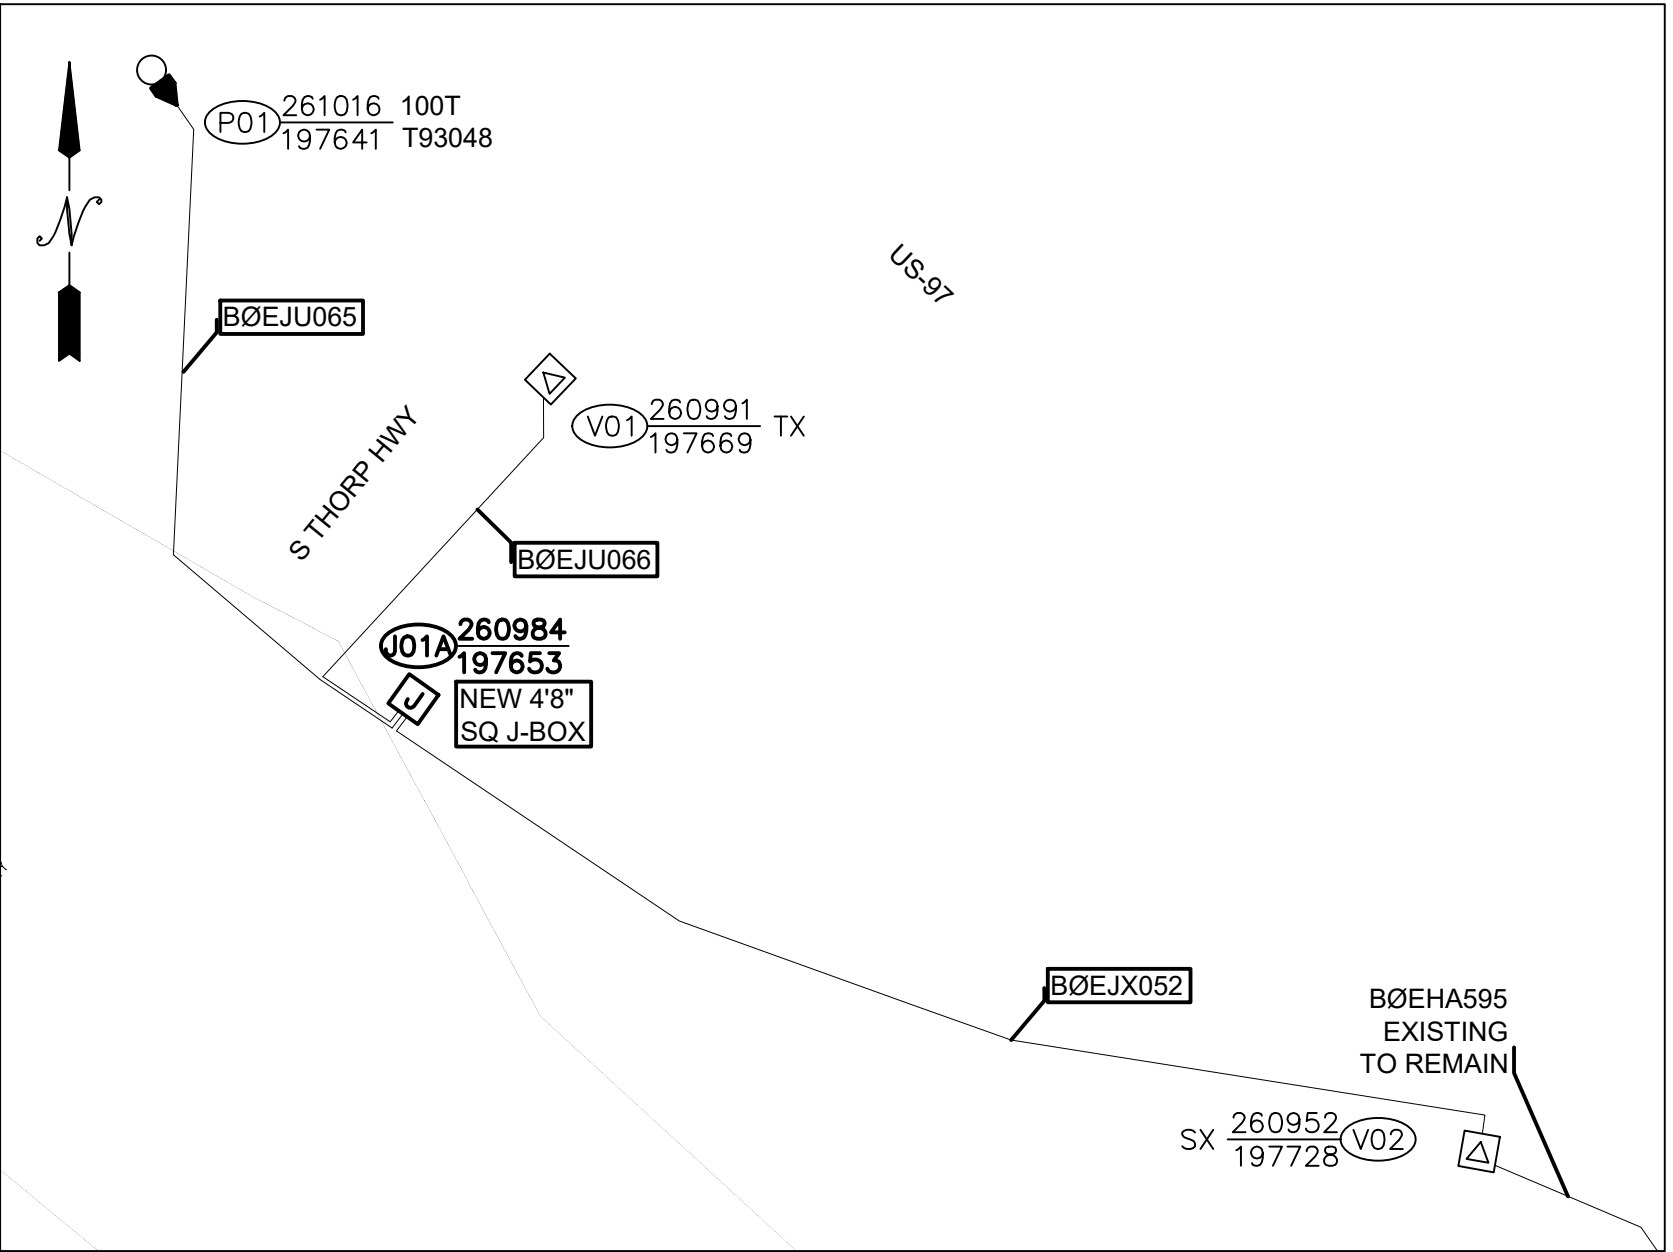 261016 100T
P01
197641 T93048
N
US-97
BØEJU065
260991
V01 TX
197669
S THORP HWY
BØEJU066
260984
J01A
197653
J
NEW 4'8"
SQ J-BOX
BØEJX052
BØEHA595
EXISTING
TO REMAIN
260952
SX V02
197728